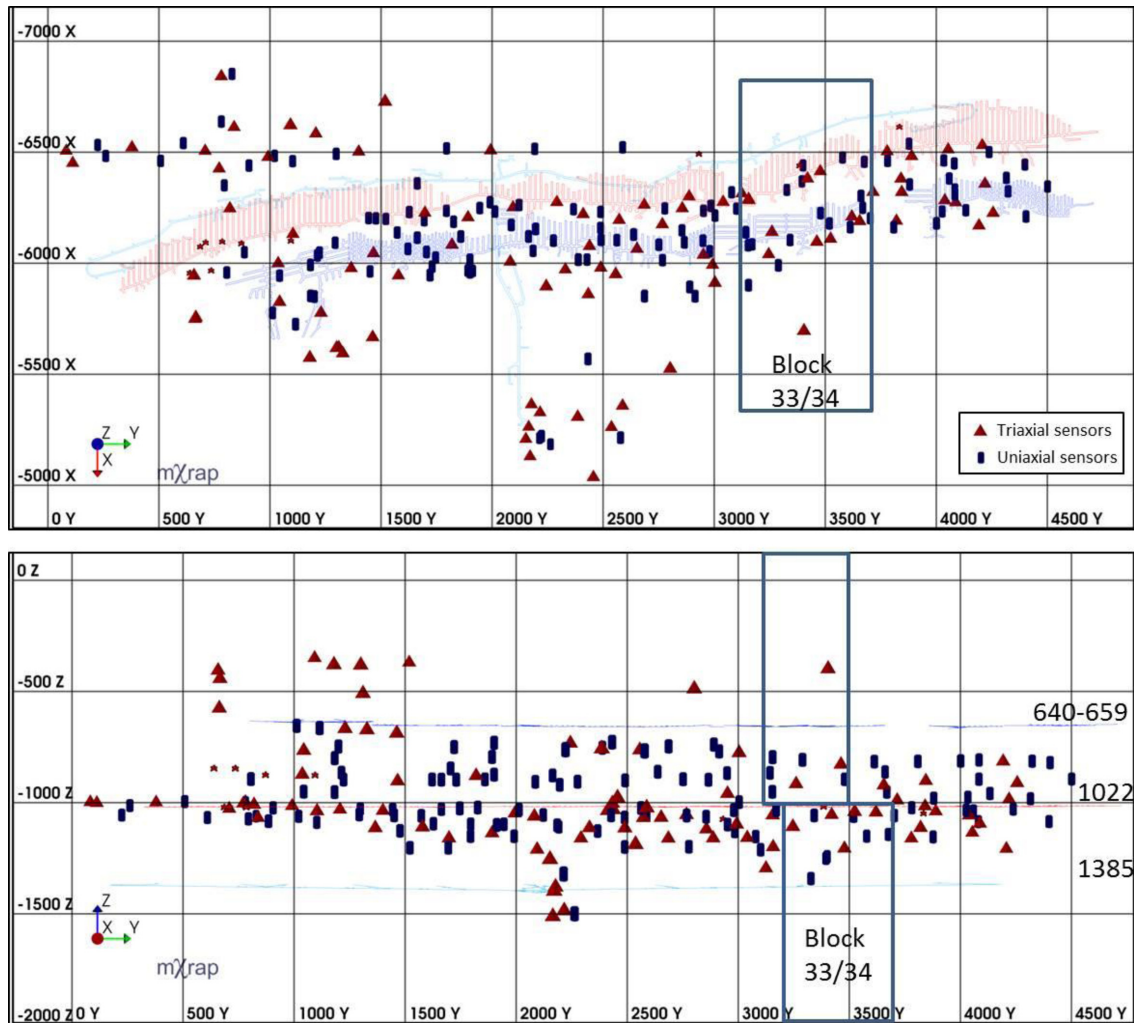 -7000 X
-6500 X
-6000 X
-5500 X
-5000 X
Block
33/34
Triaxial sensors
Uniaxial sensors
Z Y
X
mχrap
0 Y 500 Y 1000 Y 1500 Y 2000 Y 2500 Y 3000 Y 3500 Y 4000 Y 4500 Y
0 Z
-500 Z
640-659
-1000 Z
1022
1385
-1500 Z
Z
X Y
Block
33/34
mχrap
-2000 Z 0 Y 500 Y 1000 Y 1500 Y 2000 Y 2500 Y 3000 Y 3500 Y 4000 Y 4500 Y